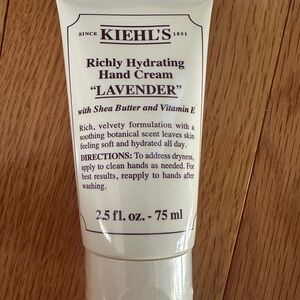 SINCE KIEHL'S 1851
Richly Hydrating
Hand Cream
"LAVENDER"
with Shea Butter and Vitamin E
Rich, velvety formulation with a
soothing botanical scent leaves skin
feeling soft and hydrated all day.
DIRECTIONS: To address dryness,
apply to clean hands as needed. For
best results, reapply to hands after
washing.
2.5 fl. oz. - 75 ml